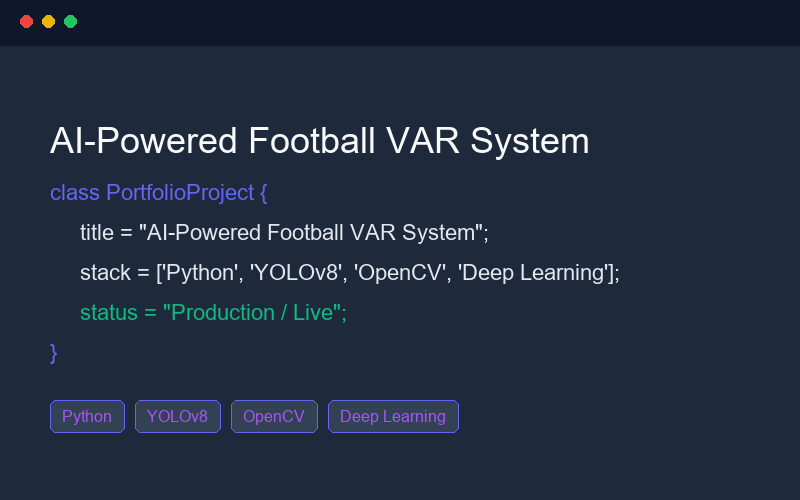 AI-Powered Football VAR System
class PortfolioProject {
title = "AI-Powered Football VAR System";
stack = ['Python', 'YOLOv8', 'OpenCV', 'Deep Learning'];
status = "Production / Live";
}
Python YOLOv8 OpenCV Deep Learning